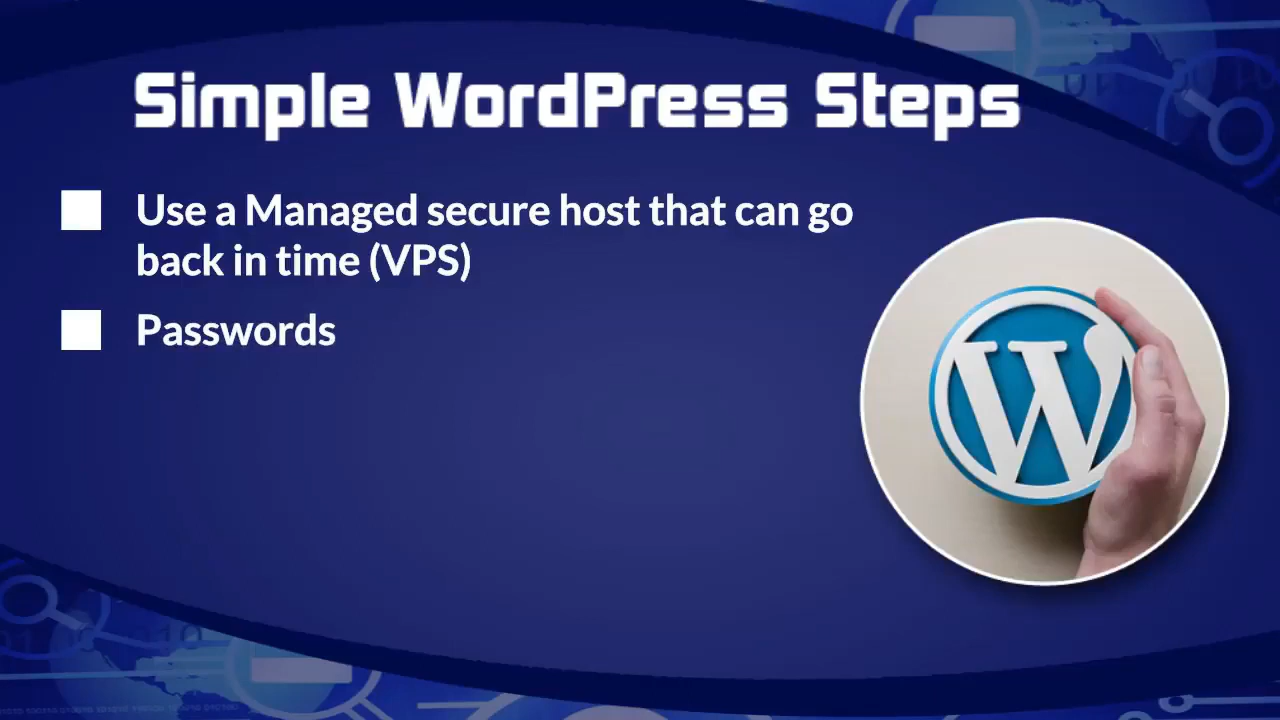 Simple WordPress Steps
Use a Managed secure host that can go
back in time (VPS)
Passwords
W